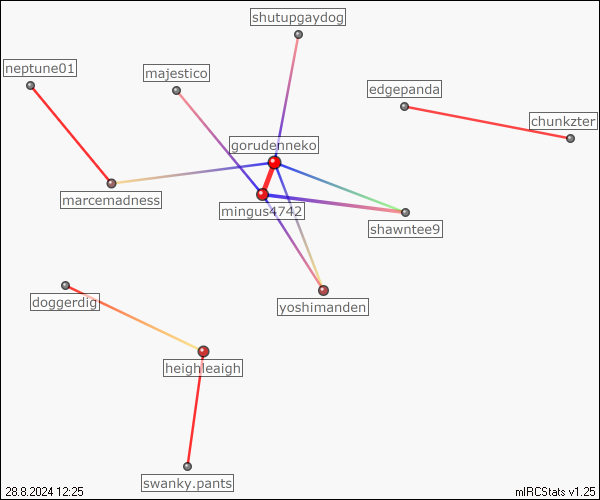 shutupgaydog
neptune01
majestico
edgepanda
chunkzter
gorudenneko
marcemadness
mingus4742
shawntee9
doggerdig
yoshimanden
heighleaigh
swanky.pants
28.8.2024 12:25
mIRCStats v1.25